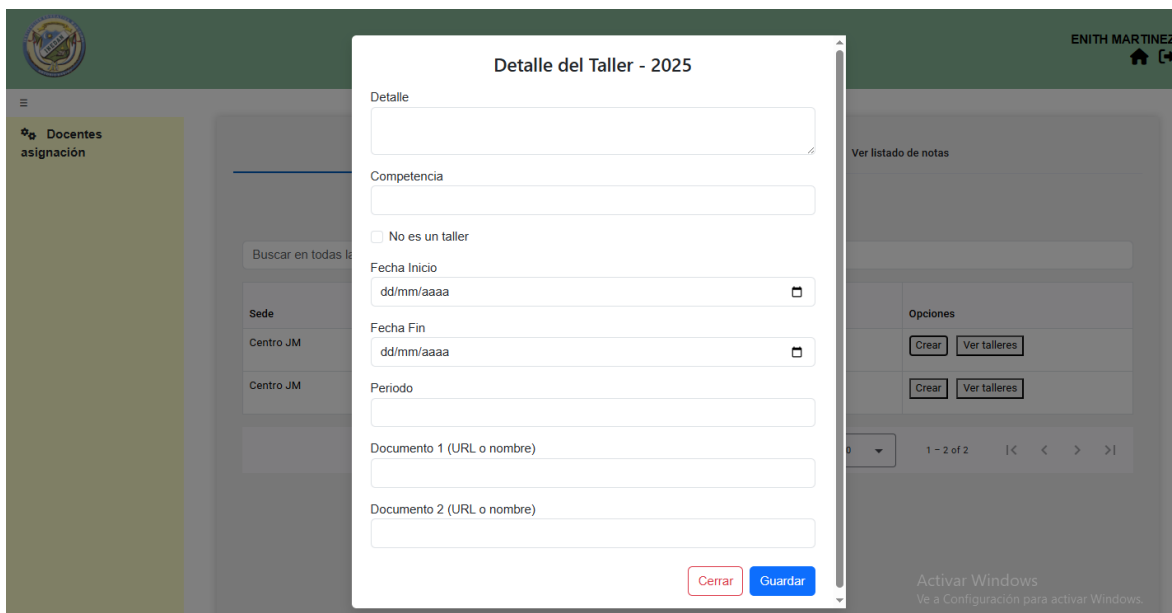 ENITH MARTINEZ
Docentes
asignación
Ver listado de notas
Buscar en todas la
Sede
Opciones
Centro JM
Crear
Ver talleres
Centro JM
Crear
Ver talleres
1 – 2 of 2
Detalle del Taller - 2025
Detalle
Competencia
No es un taller
Fecha Inicio
dd/mm/aaaa
Fecha Fin
dd/mm/aaaa
Periodo
Documento 1 (URL o nombre)
Documento 2 (URL o nombre)
Cerrar
Guardar
Activar Windows
Ve a Configuración para activar Windows.